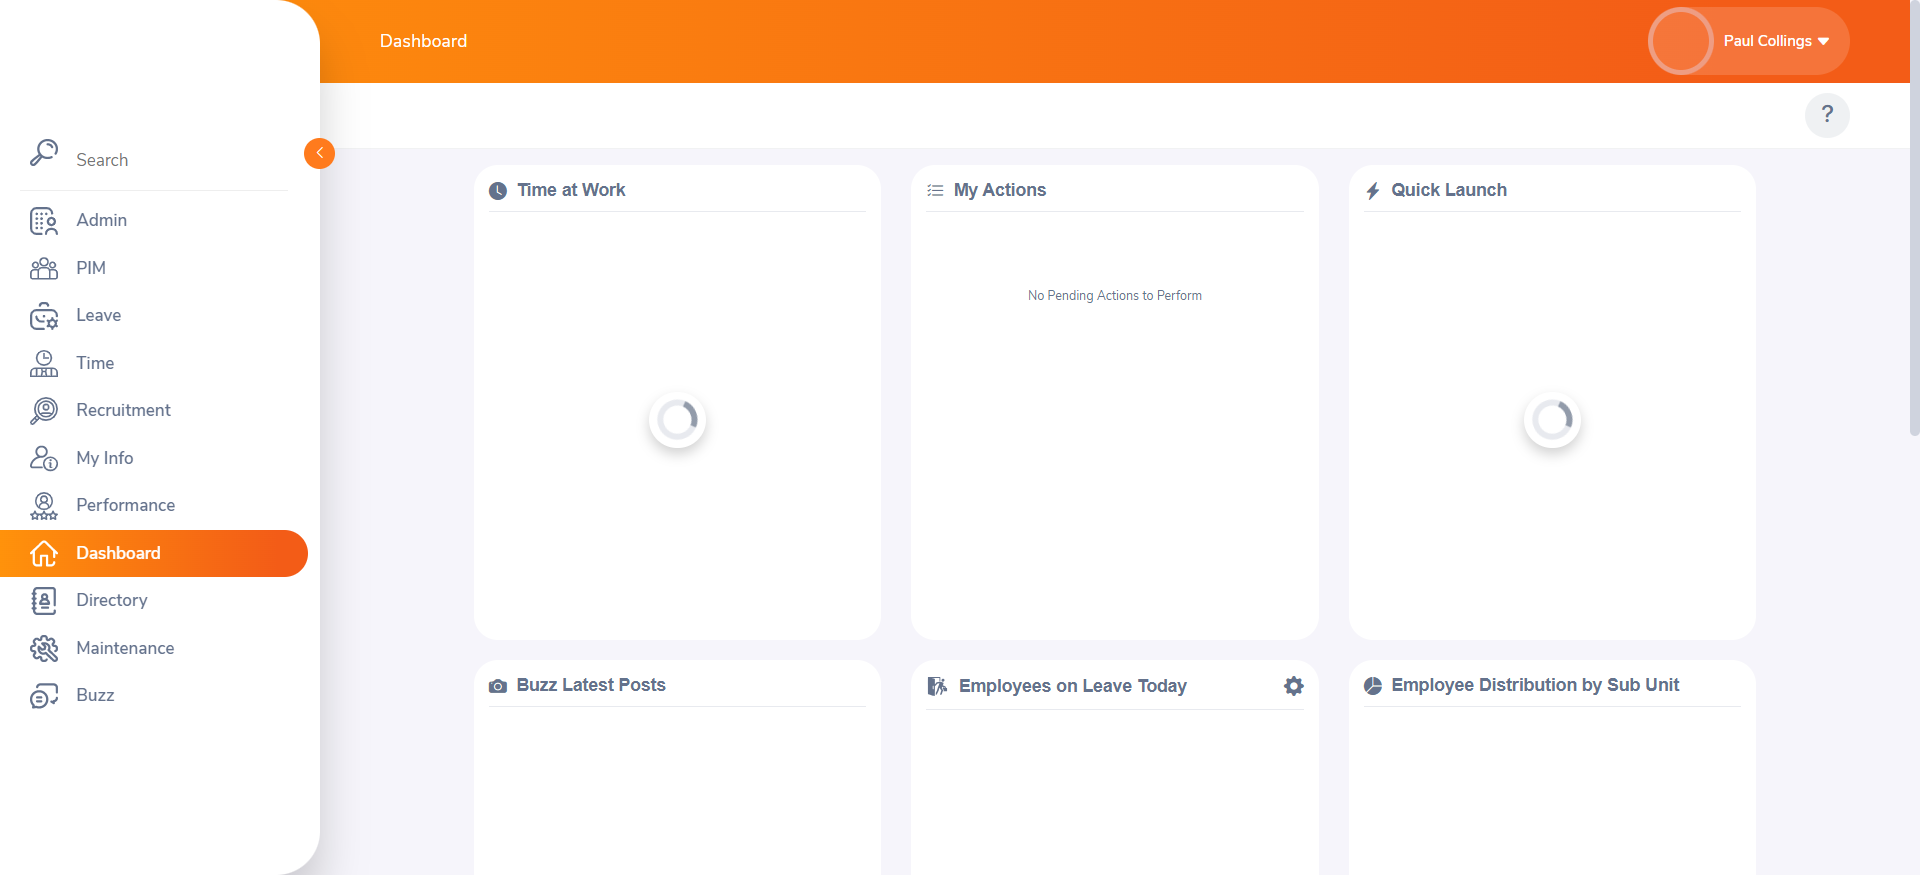 Dashboard
Paul Collings
?
Search
Admin
PIM
Leave
Time
Recruitment
My Info
Performance
Dashboard
Directory
Maintenance
Buzz
Time at Work
My Actions
No Pending Actions to Perform
Quick Launch
Buzz Latest Posts
Employees on Leave Today
Employee Distribution by Sub Unit